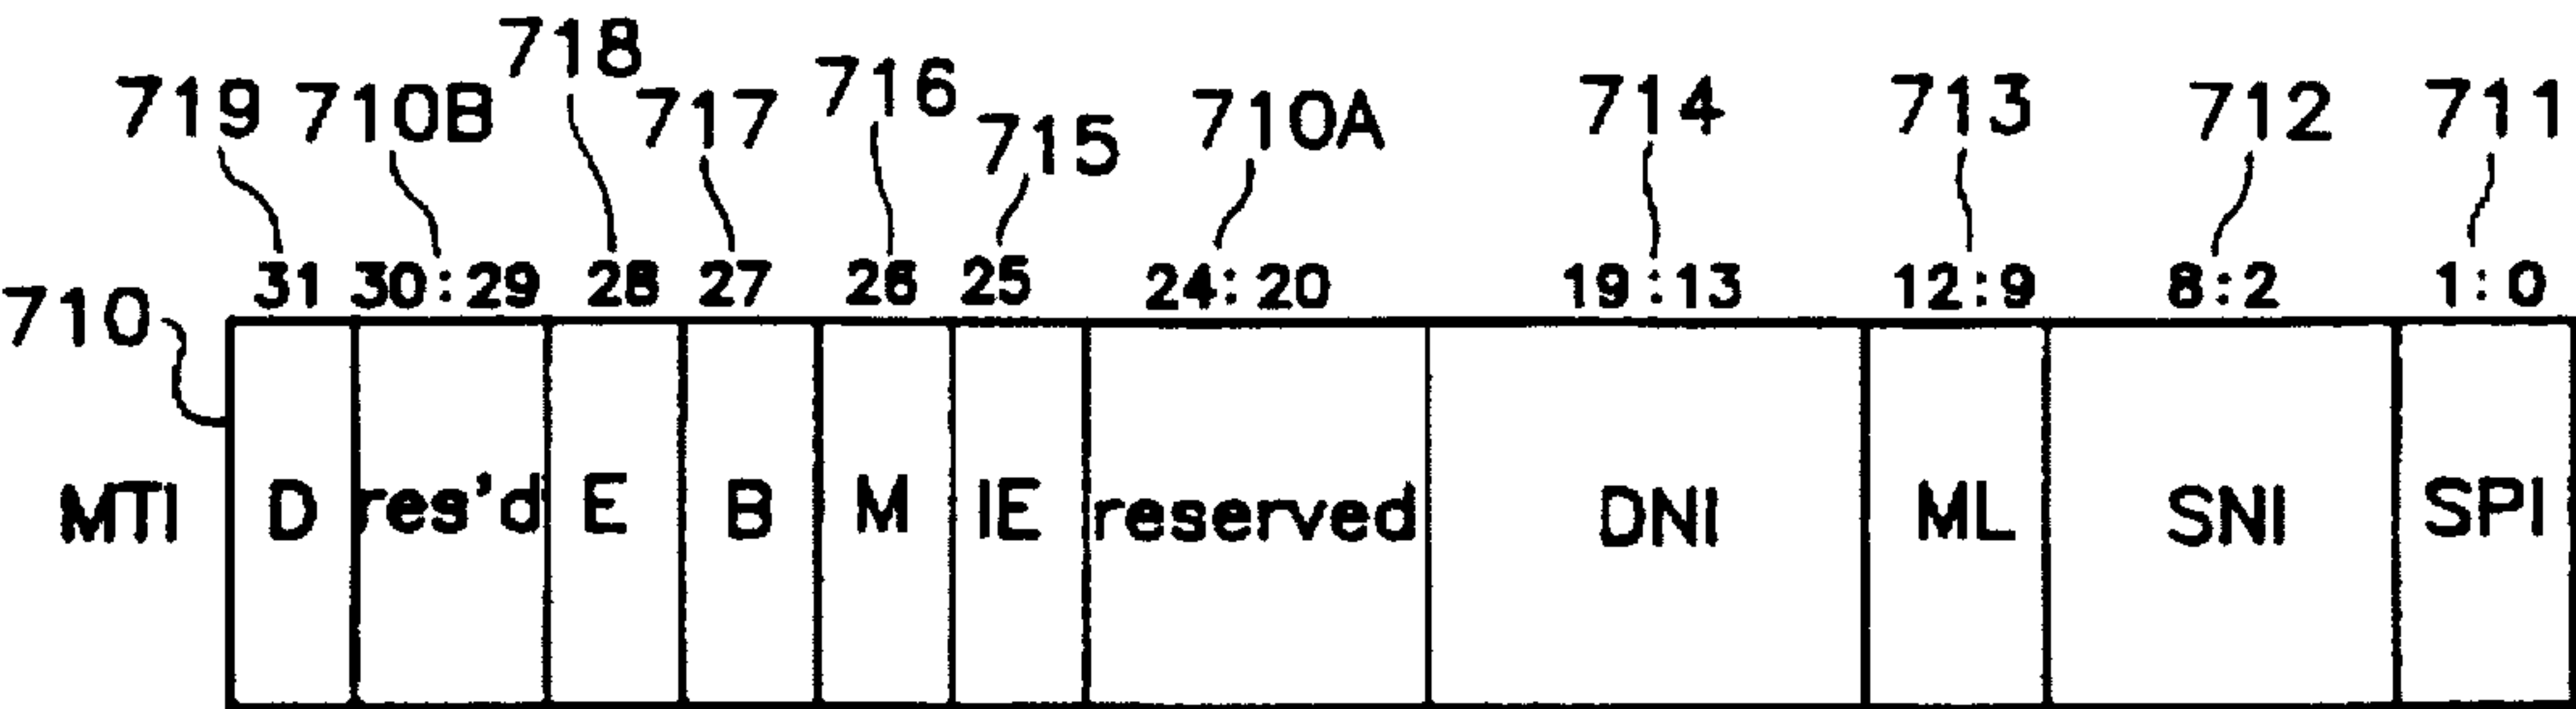 719 710B 718 717 716 715 710A 714 713 712 711
31 30:29 28 27 26 25 24:20 19:13 12:9 8:2 1:0
710
MTI D res'd E B M IE reserved DNI ML SNI SPI